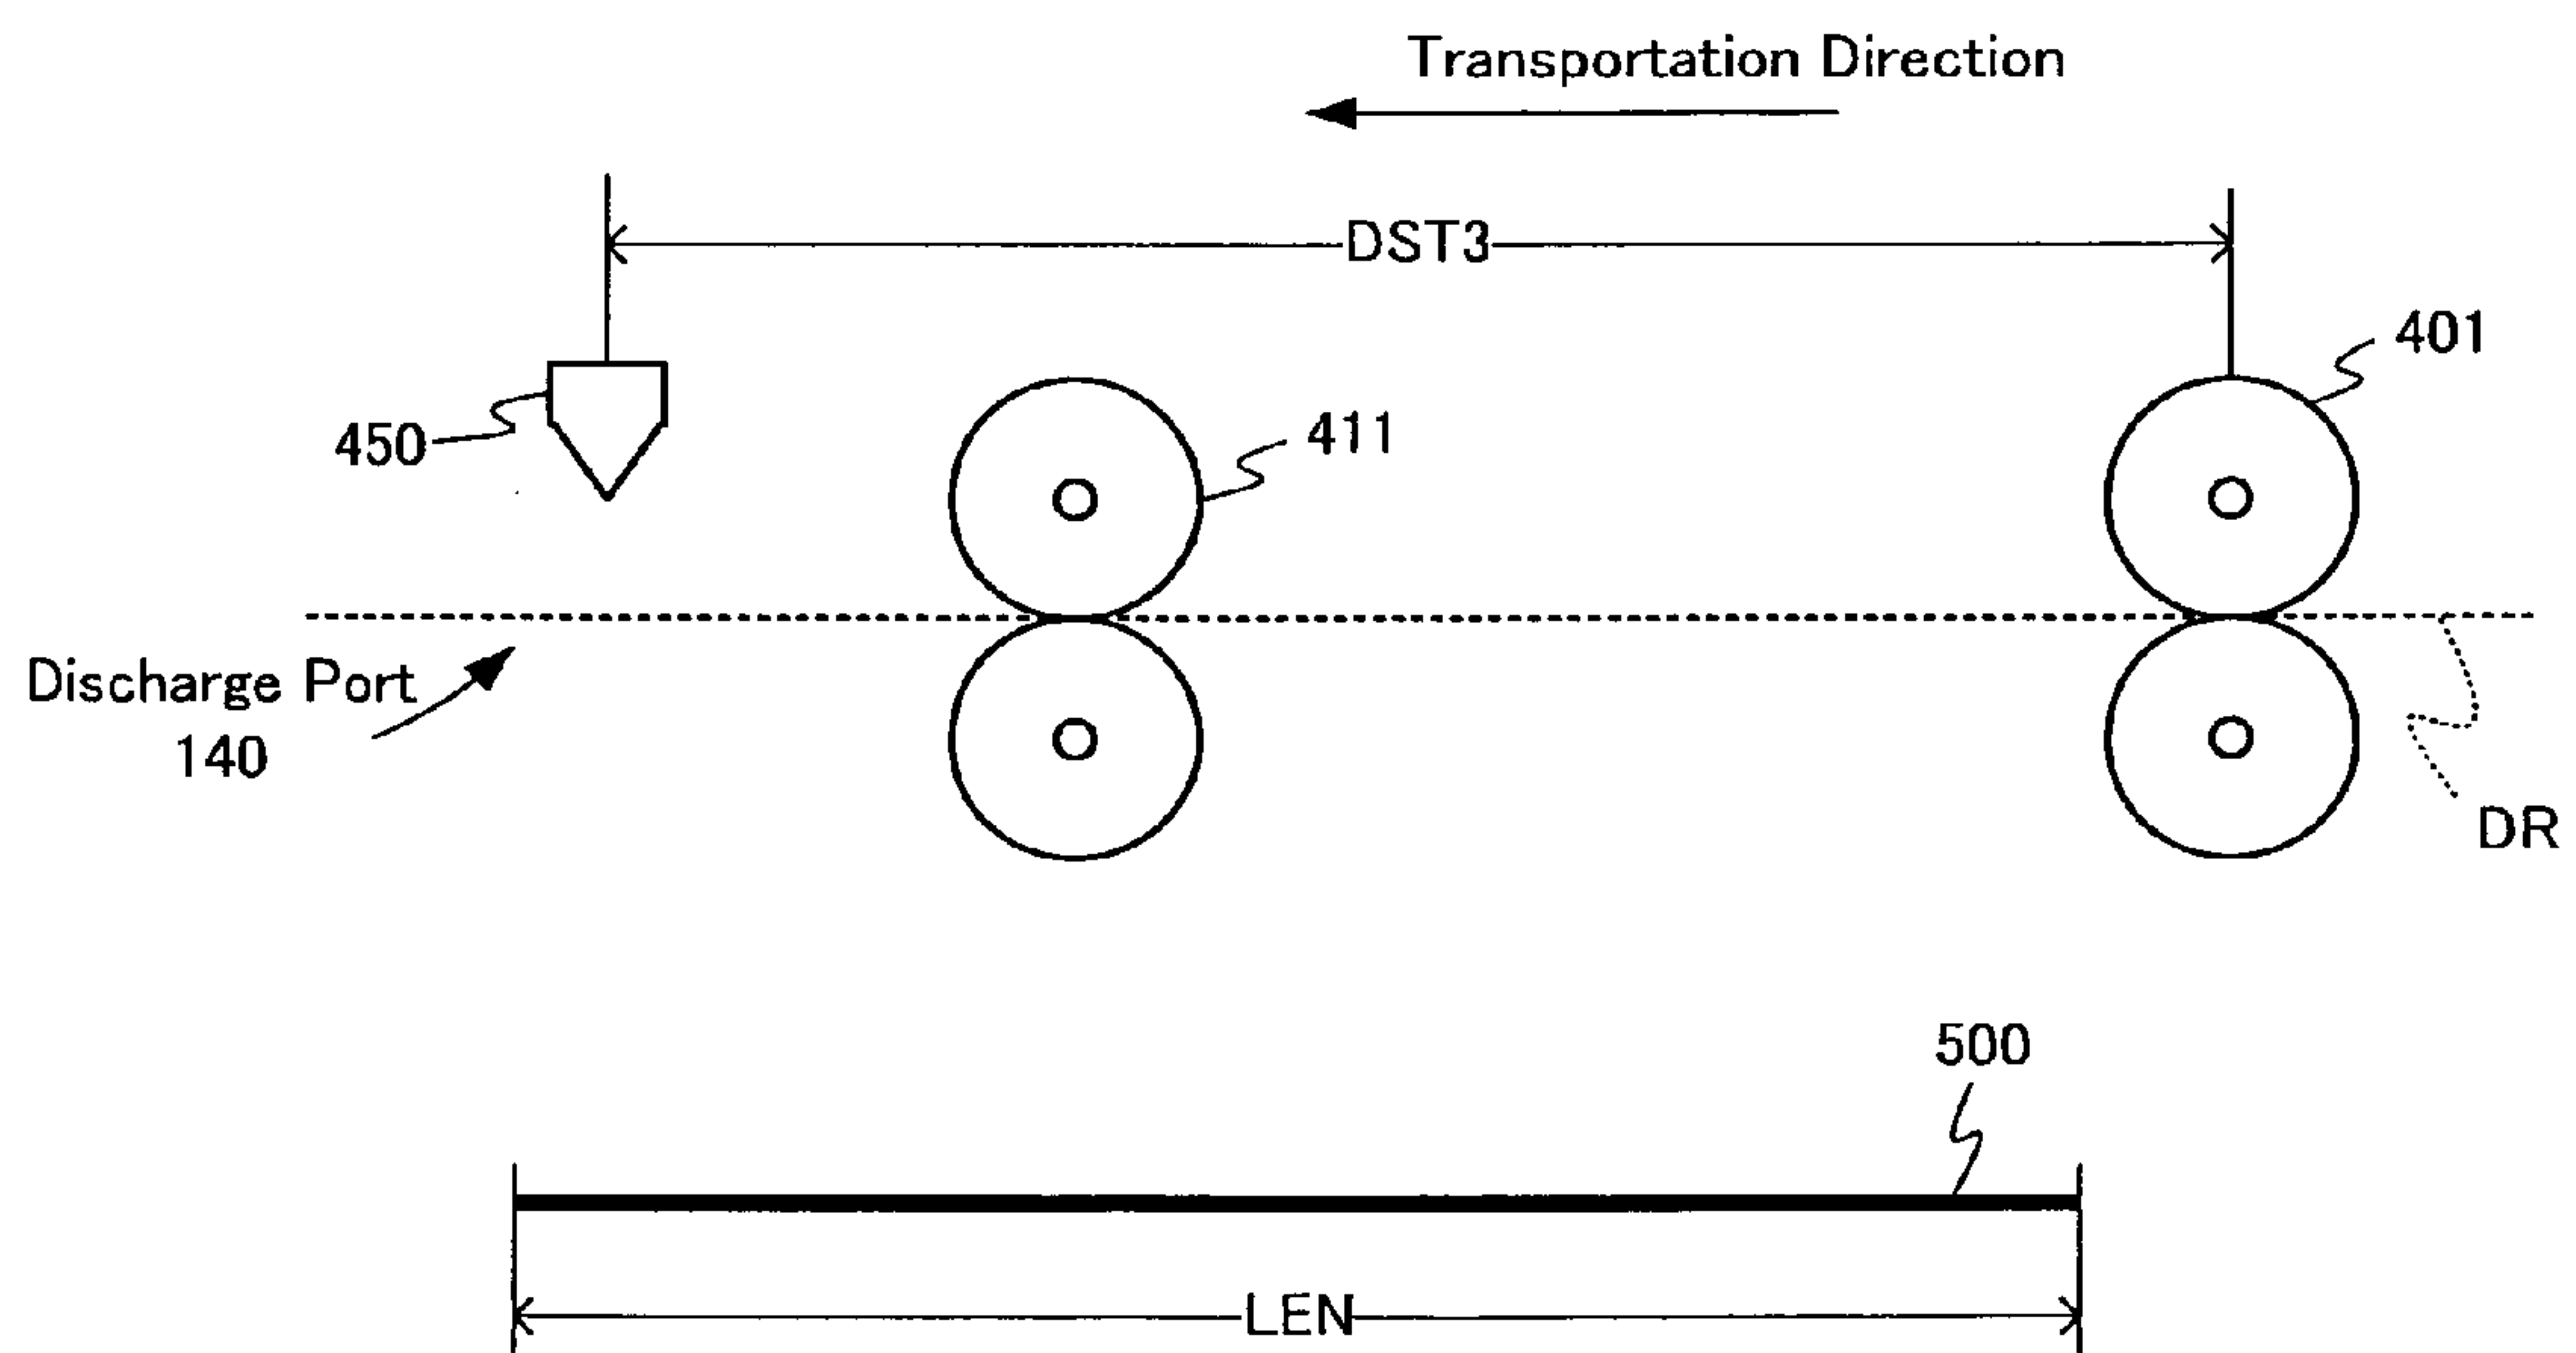 Transportation Direction
DST3
401
411
450
Discharge Port
140
DR
500
LEN